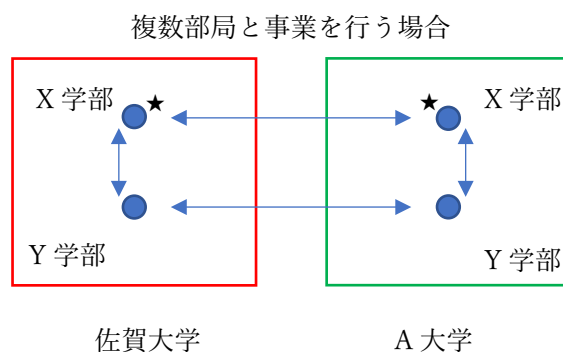 複数部局と事業を行う場合
X 学部 ★
★ X 学部
Y 学部
Y 学部
佐賀大学
A 大学